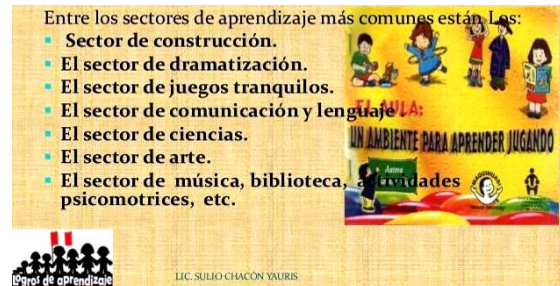 Entre los sectores de aprendizaje más comunes están Los:
Sector de construcción.
El sector de dramatización.
El sector de juegos tranquilos.
El sector de comunicación y lenguaje .
El sector de ciencias.
El sector de arte.
El sector de música, biblioteca, actividades
psicomotrices, etc.
EL AULA:
UN AMBIENTE PARA APRENDER JUGANDO
logros de aprendizaje
LIC. SULIO CHACÓN YAURIS